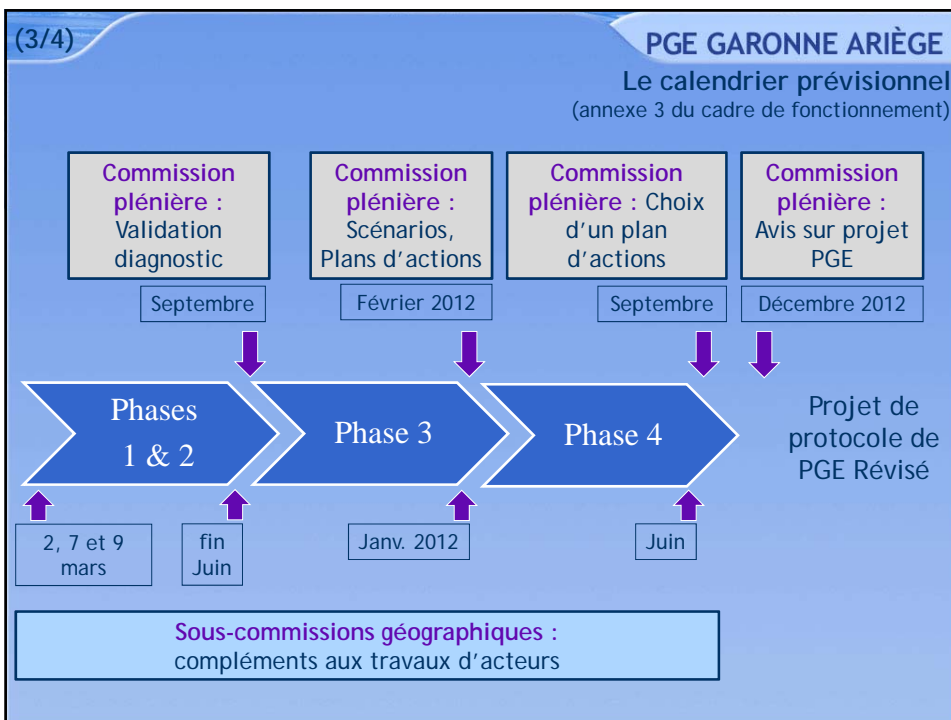 (3/4)
PGE GARONNE ARIÈGE
Le calendrier prévisionnel
(annexe 3 du cadre de fonctionnement)
Commission
plénière :
Validation
diagnostic
Commission
plénière :
Scénarios,
Plans d'actions
Commission
plénière : Choix
d'un plan
d'actions
Commission
plénière :
Avis sur projet
PGE
Septembre
Février 2012
Septembre
Décembre 2012
Phases
1 & 2
Phase 3
Phase 4
Projet de
protocole de
PGE Révisé
2, 7 et 9
mars
fin
Juin
Janv. 2012
Juin
Sous-commissions géographiques :
compléments aux travaux d'acteurs